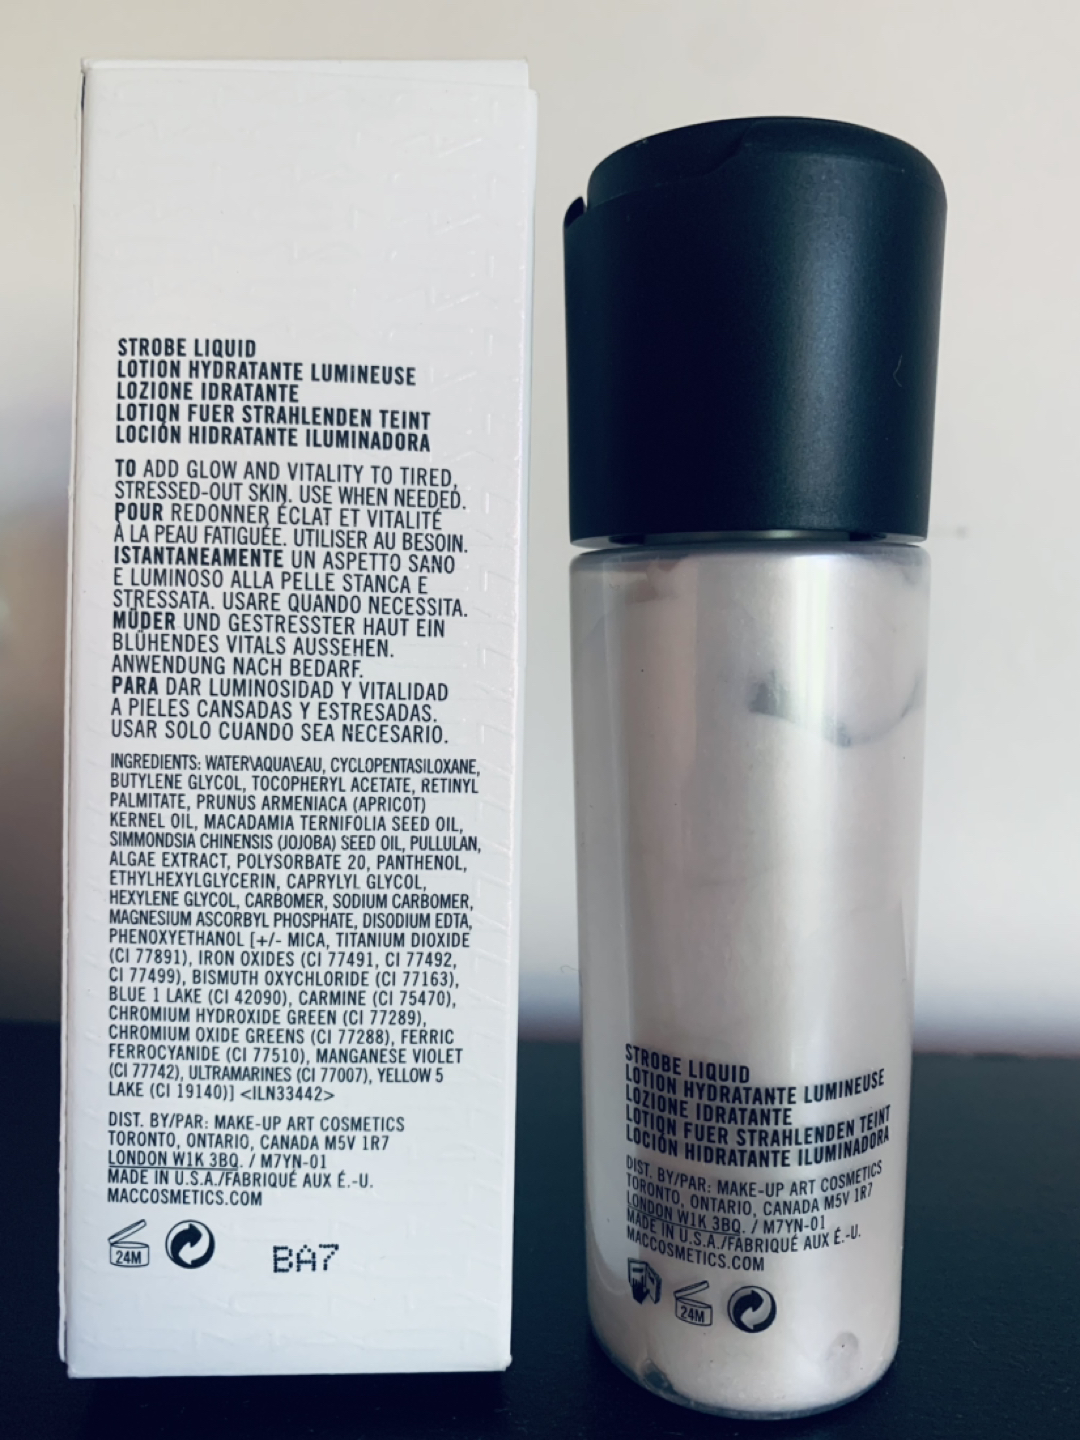 STROBE LIQUID
LOTION HYDRATANTE LUMINEUSE
LOZIONE IDRATANTE
LOTION FUER STRAHLENDEN TEINT
LOCIÓN HIDRATANTE ILUMINADORA
TO ADD GLOW AND VITALITY TO TIRED,
STRESSED-OUT SKIN. USE WHEN NEEDED.
POUR REDONNER ÉCLAT ET VITALITÉ
À LA PEAU FATIGUÉE. UTILISER AU BESOIN.
ISTANTANEAMENTE UN ASPETTO SANO
E LUMINOSO ALLA PELLE STANCA E
STRESSATA. USARE QUANDO NECESSITA.
MÜDER UND GESTRESSTER HAUT EIN
BLÜHENDES VITALS AUSSEHEN.
ANWENDUNG NACH BEDARF.
PARA DAR LUMINOSIDAD Y VITALIDAD
A PIELES CANSADAS Y ESTRESADAS.
USAR SOLO CUANDO SEA NECESARIO.
INGREDIENTS: WATER\AQUA\EAU, CYCLOPENTASILOXANE,
BUTYLENE GLYCOL, TOCOPHERYL ACETATE, RETINYL
PALMITATE, PRUNUS ARMENIACA (APRICOT)
KERNEL OIL, MACADAMIA TERNIFOLIA SEED OIL,
SIMMONDSIA CHINENSIS (JOJOBA) SEED OIL, PULLULAN,
ALGAE EXTRACT, POLYSORBATE 20, PANTHENOL,
ETHYLHEXYLGLYCERIN, CAPRYLYL GLYCOL,
HEXYLENE GLYCOL, CARBOMER, SODIUM CARBOMER,
MAGNESIUM ASCORBYL PHOSPHATE, DISODIUM EDTA,
PHENOXYETHANOL [+/- MICA, TITANIUM DIOXIDE
(CI 77891), IRON OXIDES (CI 77491, CI 77492,
CI 77499), BISMUTH OXYCHLORIDE (CI 77163),
BLUE 1 LAKE (CI 42090), CARMINE (CI 75470),
CHROMIUM HYDROXIDE GREEN (CI 77289),
CHROMIUM OXIDE GREENS (CI 77288), FERRIC
FERROCYANIDE (CI 77510), MANGANESE VIOLET
(CI 77742), ULTRAMARINES (CI 77007), YELLOW 5
LAKE (CI 19140)] <ILN33442>
DIST. BY/PAR: MAKE-UP ART COSMETICS
TORONTO, ONTARIO, CANADA M5V 1R7
LONDON W1K 3BQ. / M7YN-01
MADE IN U.S.A./FABRIQUÉ AUX É.-U.
MACCOSMETICS.COM
24M
BA7
STROBE LIQUID
LOTION HYDRATANTE LUMINEUSE
LOZIONE IDRATANTE
LOTION FUER STRAHLENDEN TEINT
LOCIÓN HIDRATANTE ILUMINADORA
DIST. BY/PAR: MAKE-UP ART COSMETICS
TORONTO, ONTARIO, CANADA M5V 1R7
LONDON W1K 3BQ. / M7YN-01
MADE IN U.S.A./FABRIQUÉ AUX É.-U.
MACCOSMETICS.COM
24M